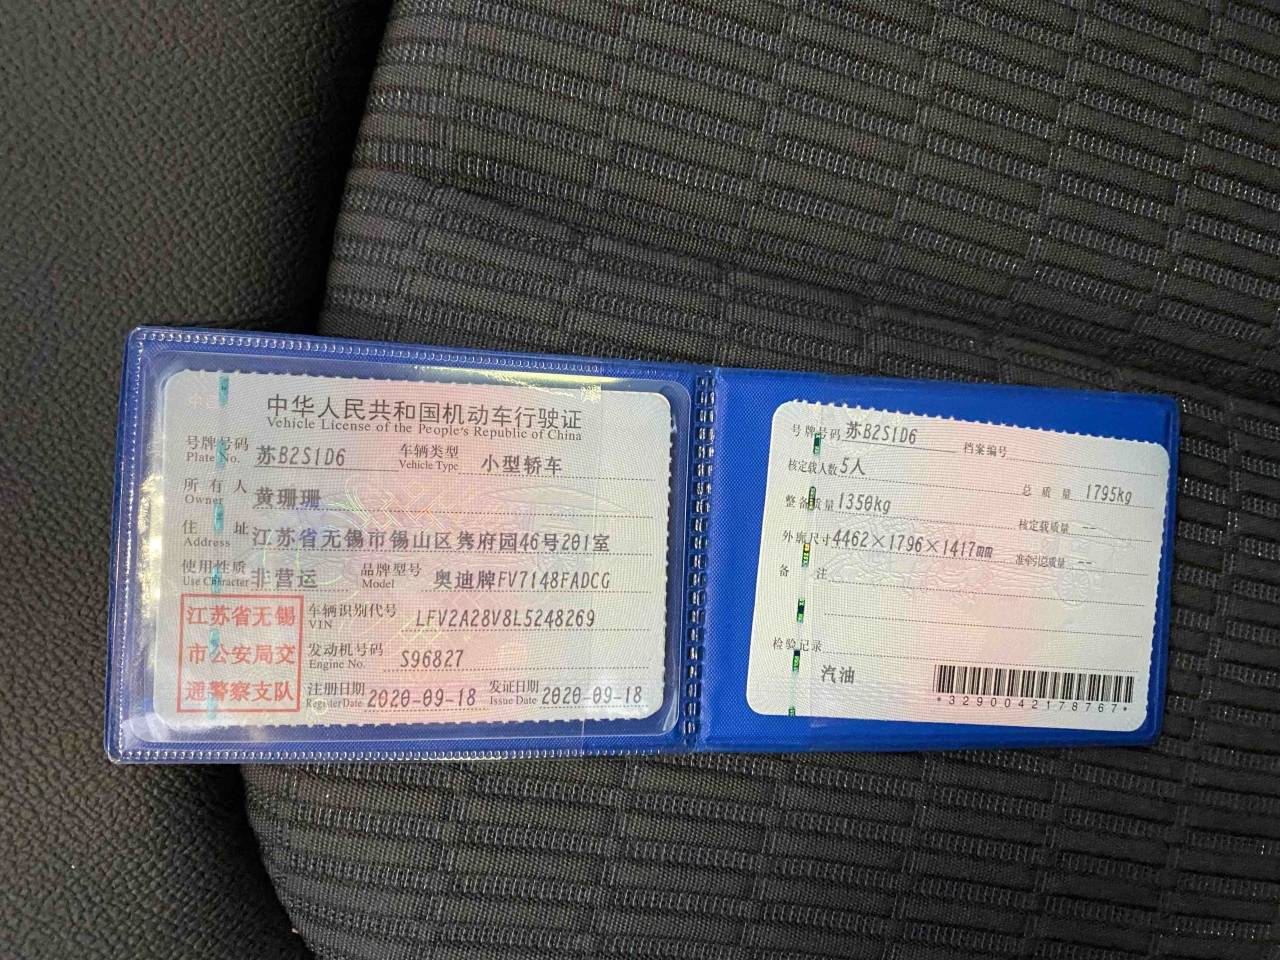 中华人民共和国机动车行驶证
Vehicle License of the People's Republic of China
号牌号码 苏B2S1D6 车辆类型 小型轿车
Plate No. Vehicle Type
所有人 黄珊珊
Owner
住址 江苏省无锡市锡山区隽府园46号201室
Address
使用性质 非营运 品牌型号 奥迪牌FV7148FADCG
Use Character Model
江苏省无锡市公安局交通警察支队
车辆识别代号 LFV2A28V8L5248269
VIN
发动机号码 S96827
Engine No.
注册日期 2020-09-18 发证日期 2020-09-18
Register Date Issue Date
号牌号码 苏B2S1D6 档案编号
核定载人数 5人 总质量 1795kg
整备质量 1350kg 核定载质量 --
外廓尺寸 4462×1796×1417mm 准牵引总质量 --
备注
检验记录
汽油
*3290042178767*